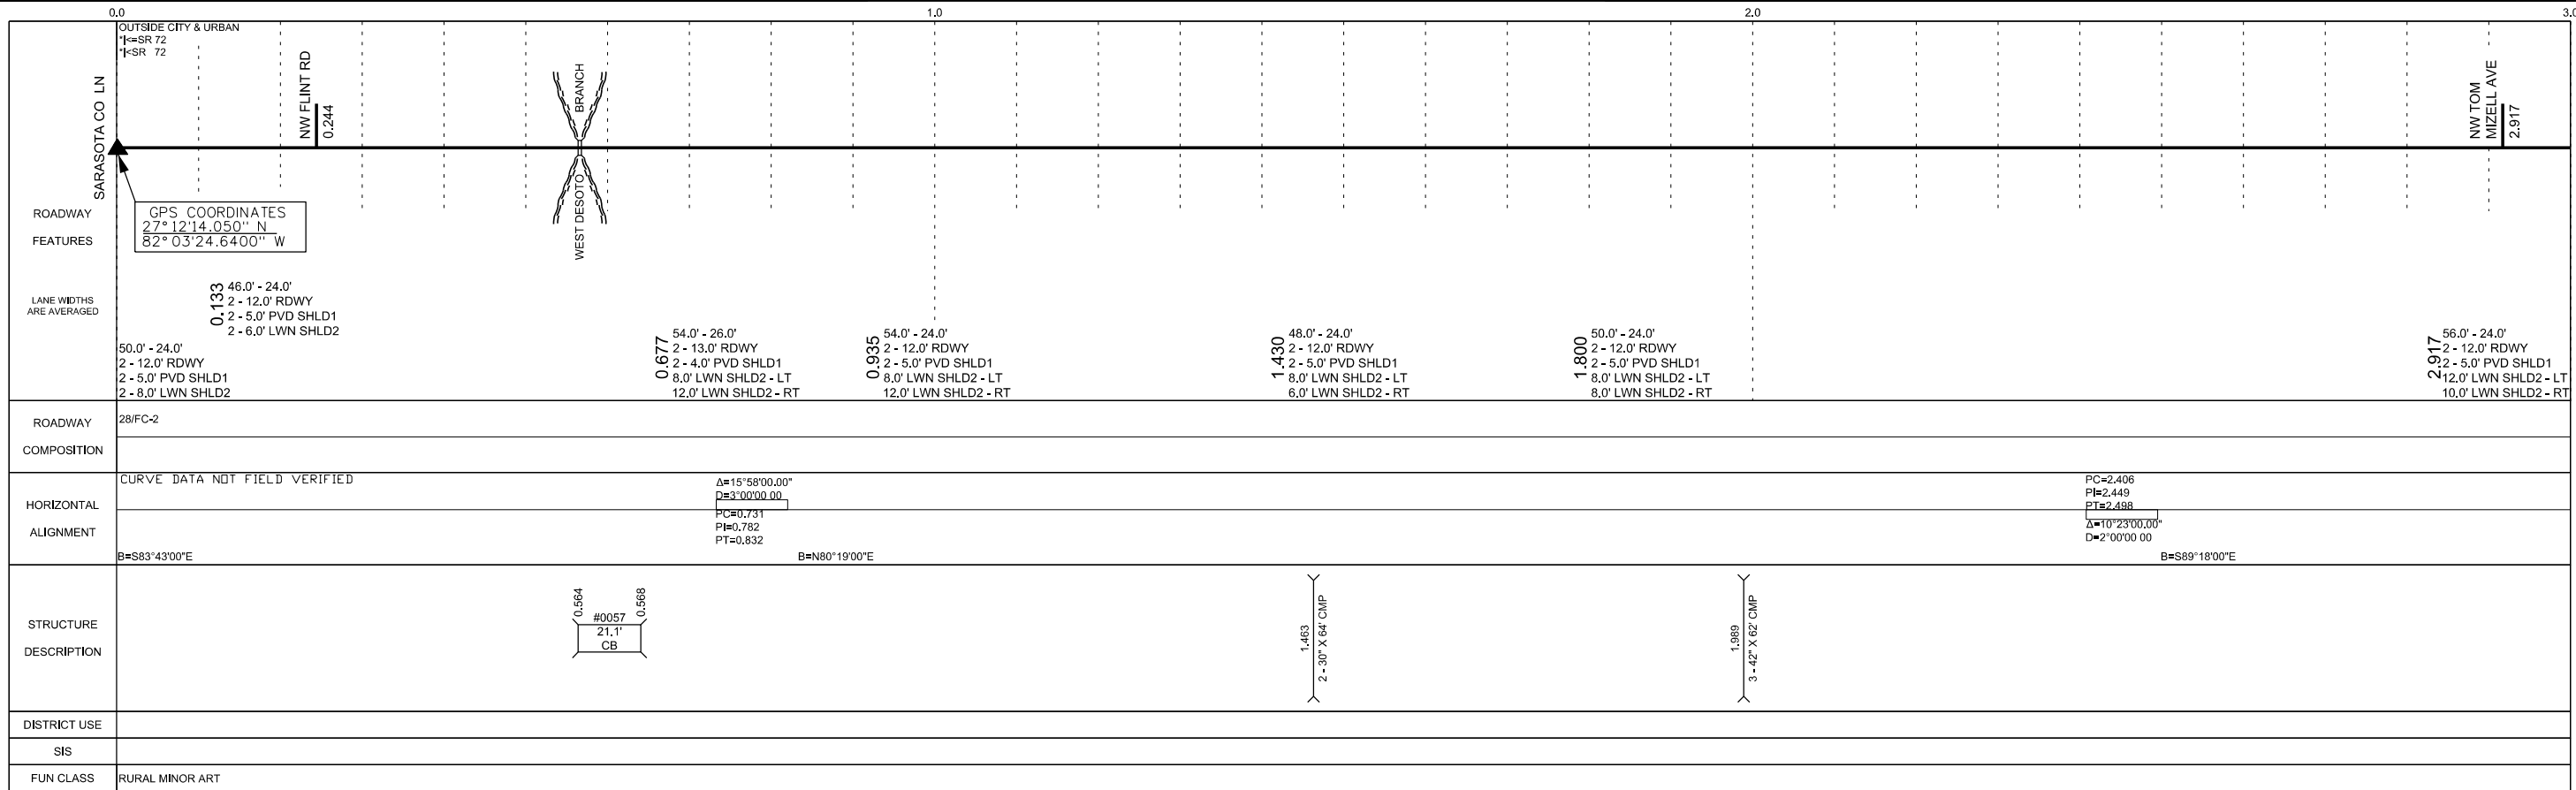 0.0
1.0
2.0
3.0
OUTSIDE CITY & URBAN
*|<=SR 72
*|<SR 72
SARASOTA CO LN
NW FLINT RD
0.244
WEST DESOTO BRANCH
NW TOM
MIZELL AVE
2.917
ROADWAY
FEATURES
GPS COORDINATES
27°12'14.050" N
82°03'24.6400" W
LANE WIDTHS
ARE AVERAGED
50.0' - 24.0'
2 - 12.0' RDWY
2 - 5.0' PVD SHLD1
2 - 8.0' LWN SHLD2
0.133
46.0' - 24.0'
2 - 12.0' RDWY
2 - 5.0' PVD SHLD1
2 - 6.0' LWN SHLD2
0.677
54.0' - 26.0'
2 - 13.0' RDWY
2 - 4.0' PVD SHLD1
8.0' LWN SHLD2 - LT
12.0' LWN SHLD2 - RT
0.935
54.0' - 24.0'
2 - 12.0' RDWY
2 - 5.0' PVD SHLD1
8.0' LWN SHLD2 - LT
12.0' LWN SHLD2 - RT
1.430
48.0' - 24.0'
2 - 12.0' RDWY
2 - 5.0' PVD SHLD1
8.0' LWN SHLD2 - LT
6.0' LWN SHLD2 - RT
1.800
50.0' - 24.0'
2 - 12.0' RDWY
2 - 5.0' PVD SHLD1
8.0' LWN SHLD2 - LT
8.0' LWN SHLD2 - RT
2.917
56.0' - 24.0'
2 - 12.0' RDWY
2 - 5.0' PVD SHLD1
12.0' LWN SHLD2 - LT
10.0' LWN SHLD2 - RT
ROADWAY
COMPOSITION
28/FC-2
HORIZONTAL
ALIGNMENT
CURVE DATA NOT FIELD VERIFIED
B=S83°43'00"E
Δ=15°58'00.00"
D=3°00'00 00
PC=0.731
PI=0.782
PT=0.832
B=N80°19'00"E
PC=2.406
PI=2.449
PT=2.498
Δ=10°23'00.00"
D=2°00'00 00
B=S89°18'00"E
STRUCTURE
DESCRIPTION
0.564
#0057
21.1'
CB
0.568
1.463
2 - 30" X 64' CMP
1.989
3 - 42" X 62' CMP
DISTRICT USE
SIS
FUN CLASS
RURAL MINOR ART